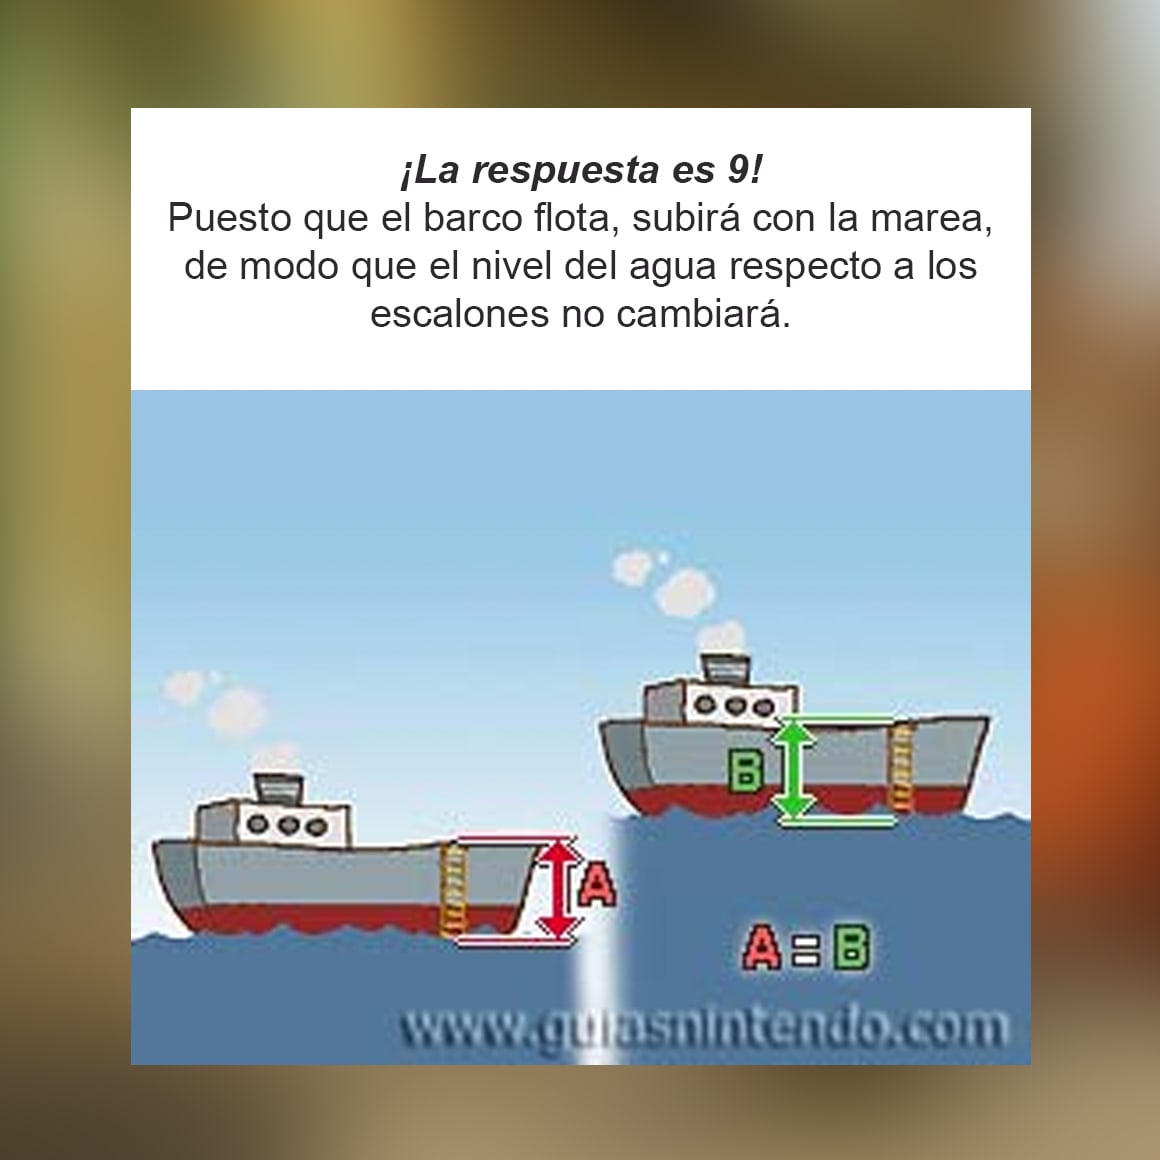 ¡La respuesta es 9!
Puesto que el barco flota, subirá con la marea,
de modo que el nivel del agua respecto a los
escalones no cambiará.
B
A
A = B
www.guiasnintendo.com